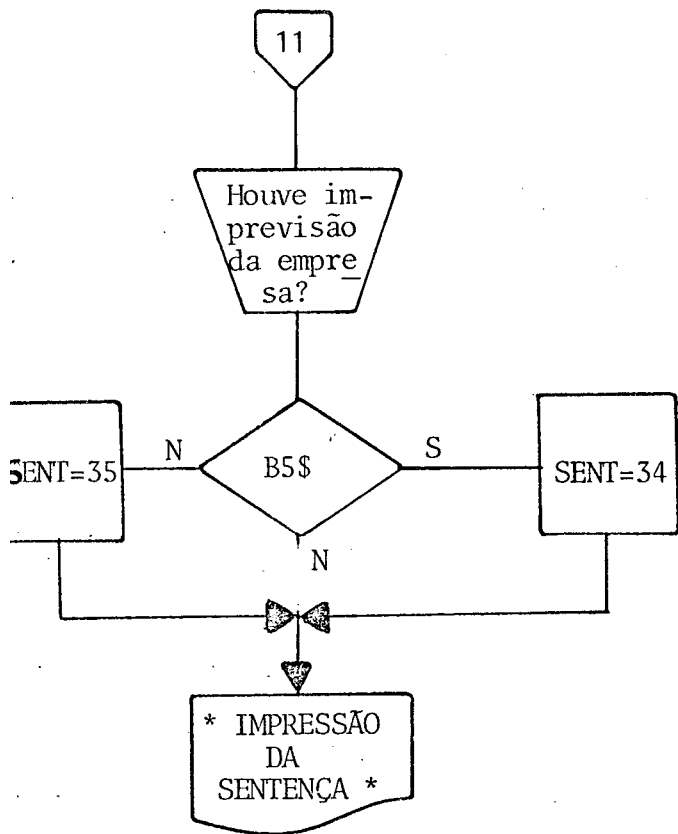 11
Houve im-
previsão
da empre
sa?
N
B5$
S
SENT=35
SENT=34
N
* IMPRESSÃO
DA
SENTENÇA *